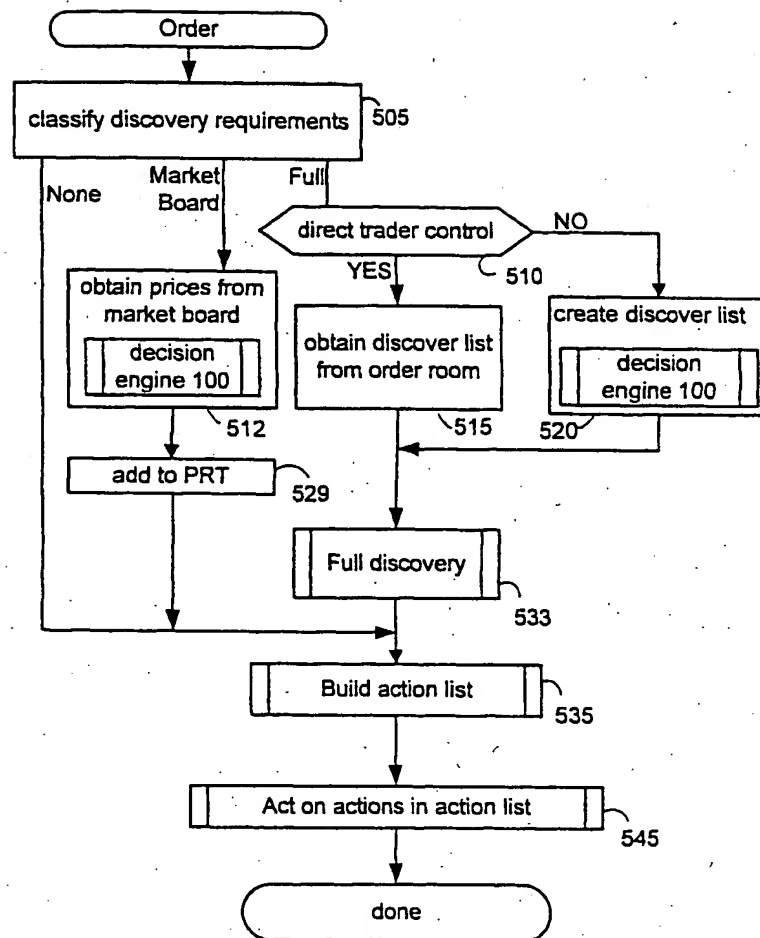 Order
classify discovery requirements
505
None
Market
Board
Full
direct trader control
NO
510
YES
obtain prices from
market board
decision
engine 100
512
obtain discover list
from order room
515
create discover list
decision
engine 100
520
add to PRT
529
Full discovery
533
Build action list
535
Act on actions in action list
545
done